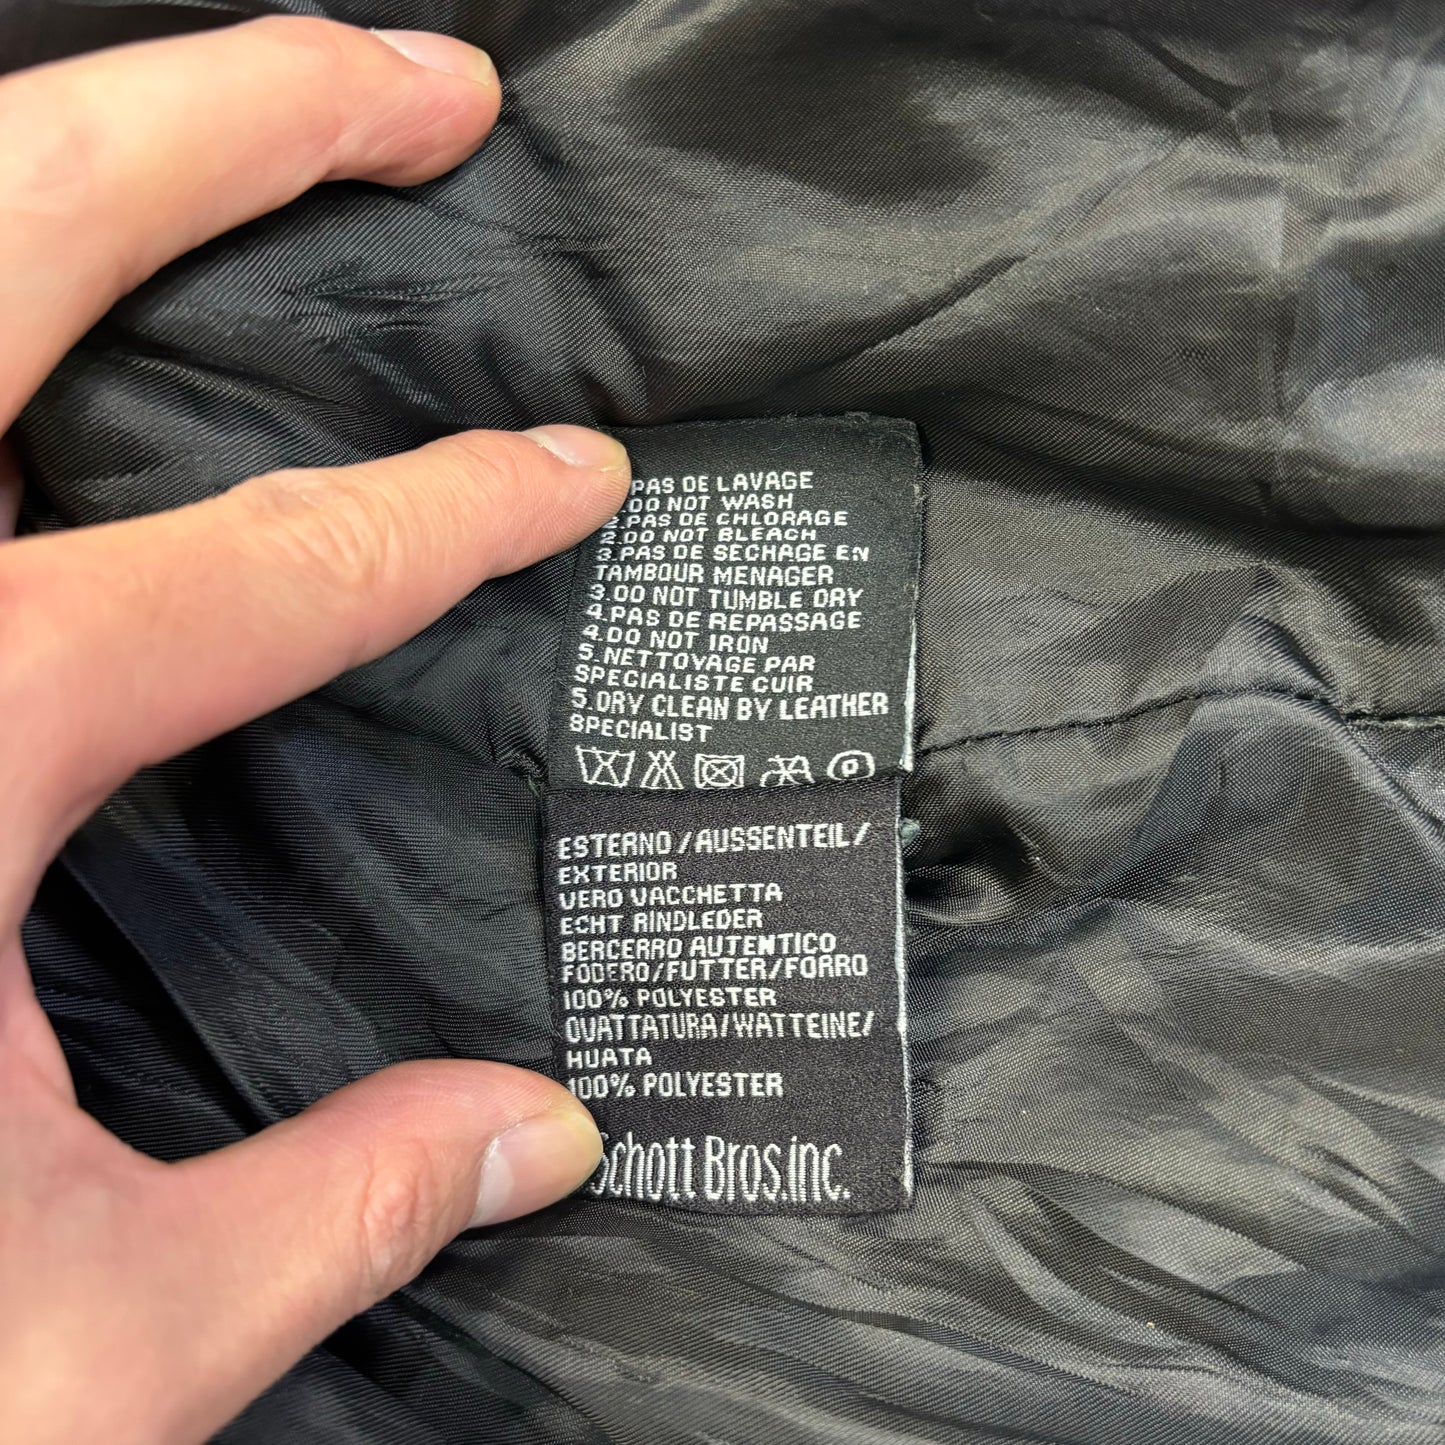 PAS DE LAVAGE
DO NOT WASH
2.PAS DE CHLORAGE
2.DO NOT BLEACH
3.PAS DE SECHAGE EN
TAMBOUR MENAGER
3.DO NOT TUMBLE DRY
4.PAS DE REPASSAGE
4.DO NOT IRON
5.NETTOYAGE PAR
SPECIALISTE CUIR
5.DRY CLEAN BY LEATHER
SPECIALIST
P
ESTERNO/AUSSENTEIL/
EXTERIOR
VERO VACCHETTA
ECHT RINDLEDER
BERCERRO AUTENTICO
FODERO/FUTTER/FORRO
100% POLYESTER
OUATTATURA/WATTEINE/
HUATA
100% POLYESTER
Schott Bros.inc.